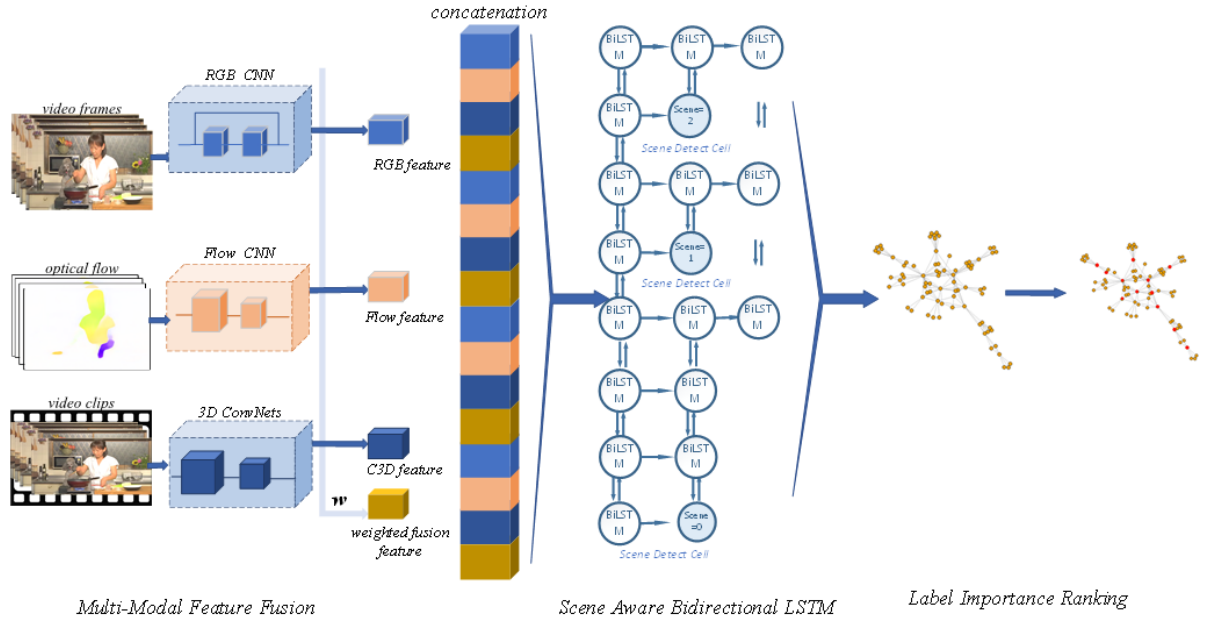 concatenation
RGB CNN
video frames
RGB feature
Flow CNN
optical flow
Flow feature
video clips
3D ConvNets
C3D feature
w
weighted fusion
feature
BiLST
M
BiLST
M
BiLST
M
BiLST
M
Scene=
2
Scene Detect Cell
BiLST
M
BiLST
M
BiLST
M
BiLST
M
Scene=
1
Scene Detect Cell
BiLST
M
BiLST
M
BiLST
M
BiLST
M
BiLST
M
BiLST
M
BiLST
M
BiLST
M
Scene
=0
Scene Detect Cell
Multi-Modal Feature Fusion
Scene Aware Bidirectional LSTM
Label Importance Ranking